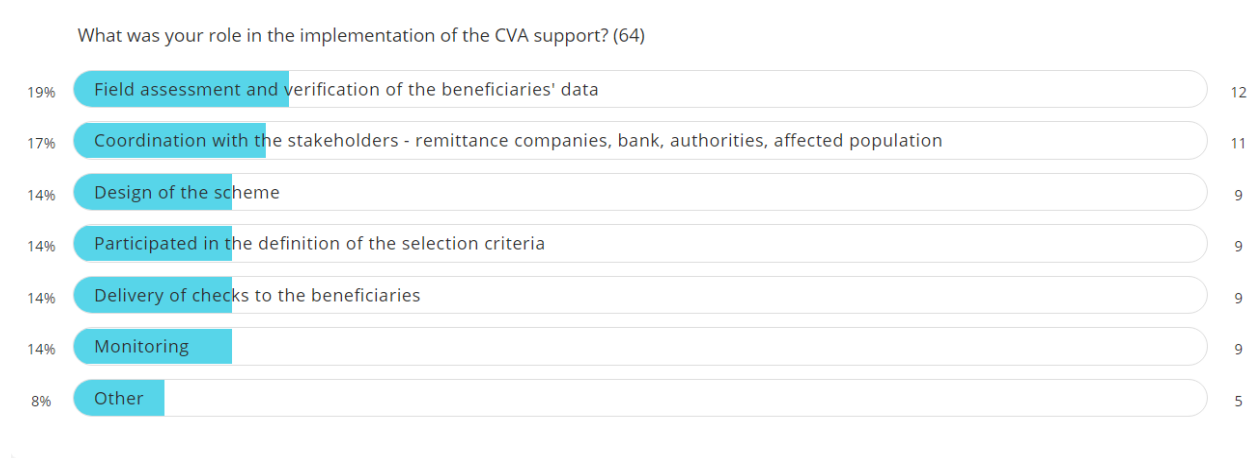 What was your role in the implementation of the CVA support? (64)
19% Field assessment and verification of the beneficiaries' data 12
17% Coordination with the stakeholders - remittance companies, bank, authorities, affected population 11
14% Design of the scheme 9
14% Participated in the definition of the selection criteria 9
14% Delivery of checks to the beneficiaries 9
14% Monitoring 9
8% Other 5